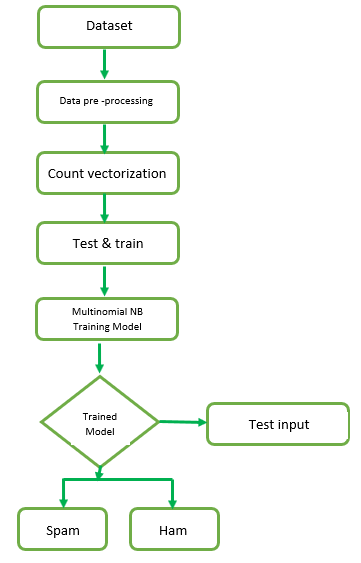 Dataset
Data pre -processing
Count vectorization
Test & train
Multinomial NB
Training Model
Trained
Model
Test input
Spam
Ham